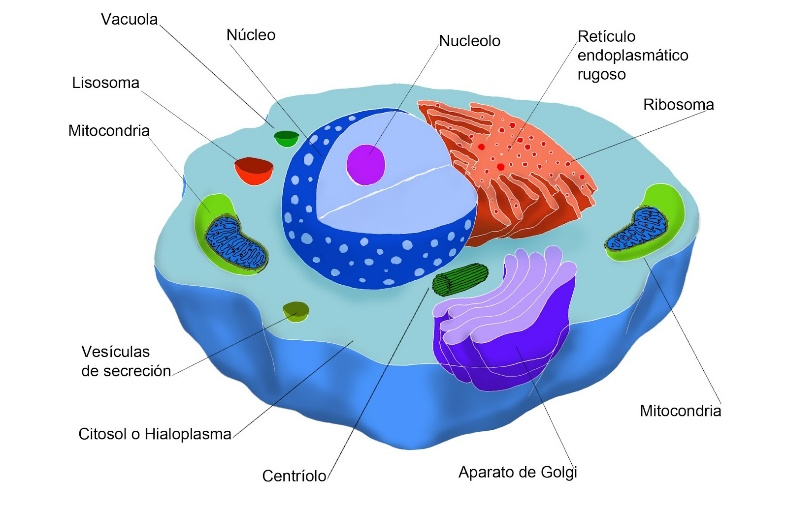 Vacuola
Núcleo
Nucleolo
Retículo
endoplasmático
rugoso
Lisosoma
Ribosoma
Mitocondria
Vesículas
de secreción
Mitocondria
Citosol o Hialoplasma
Centríolo
Aparato de Golgi